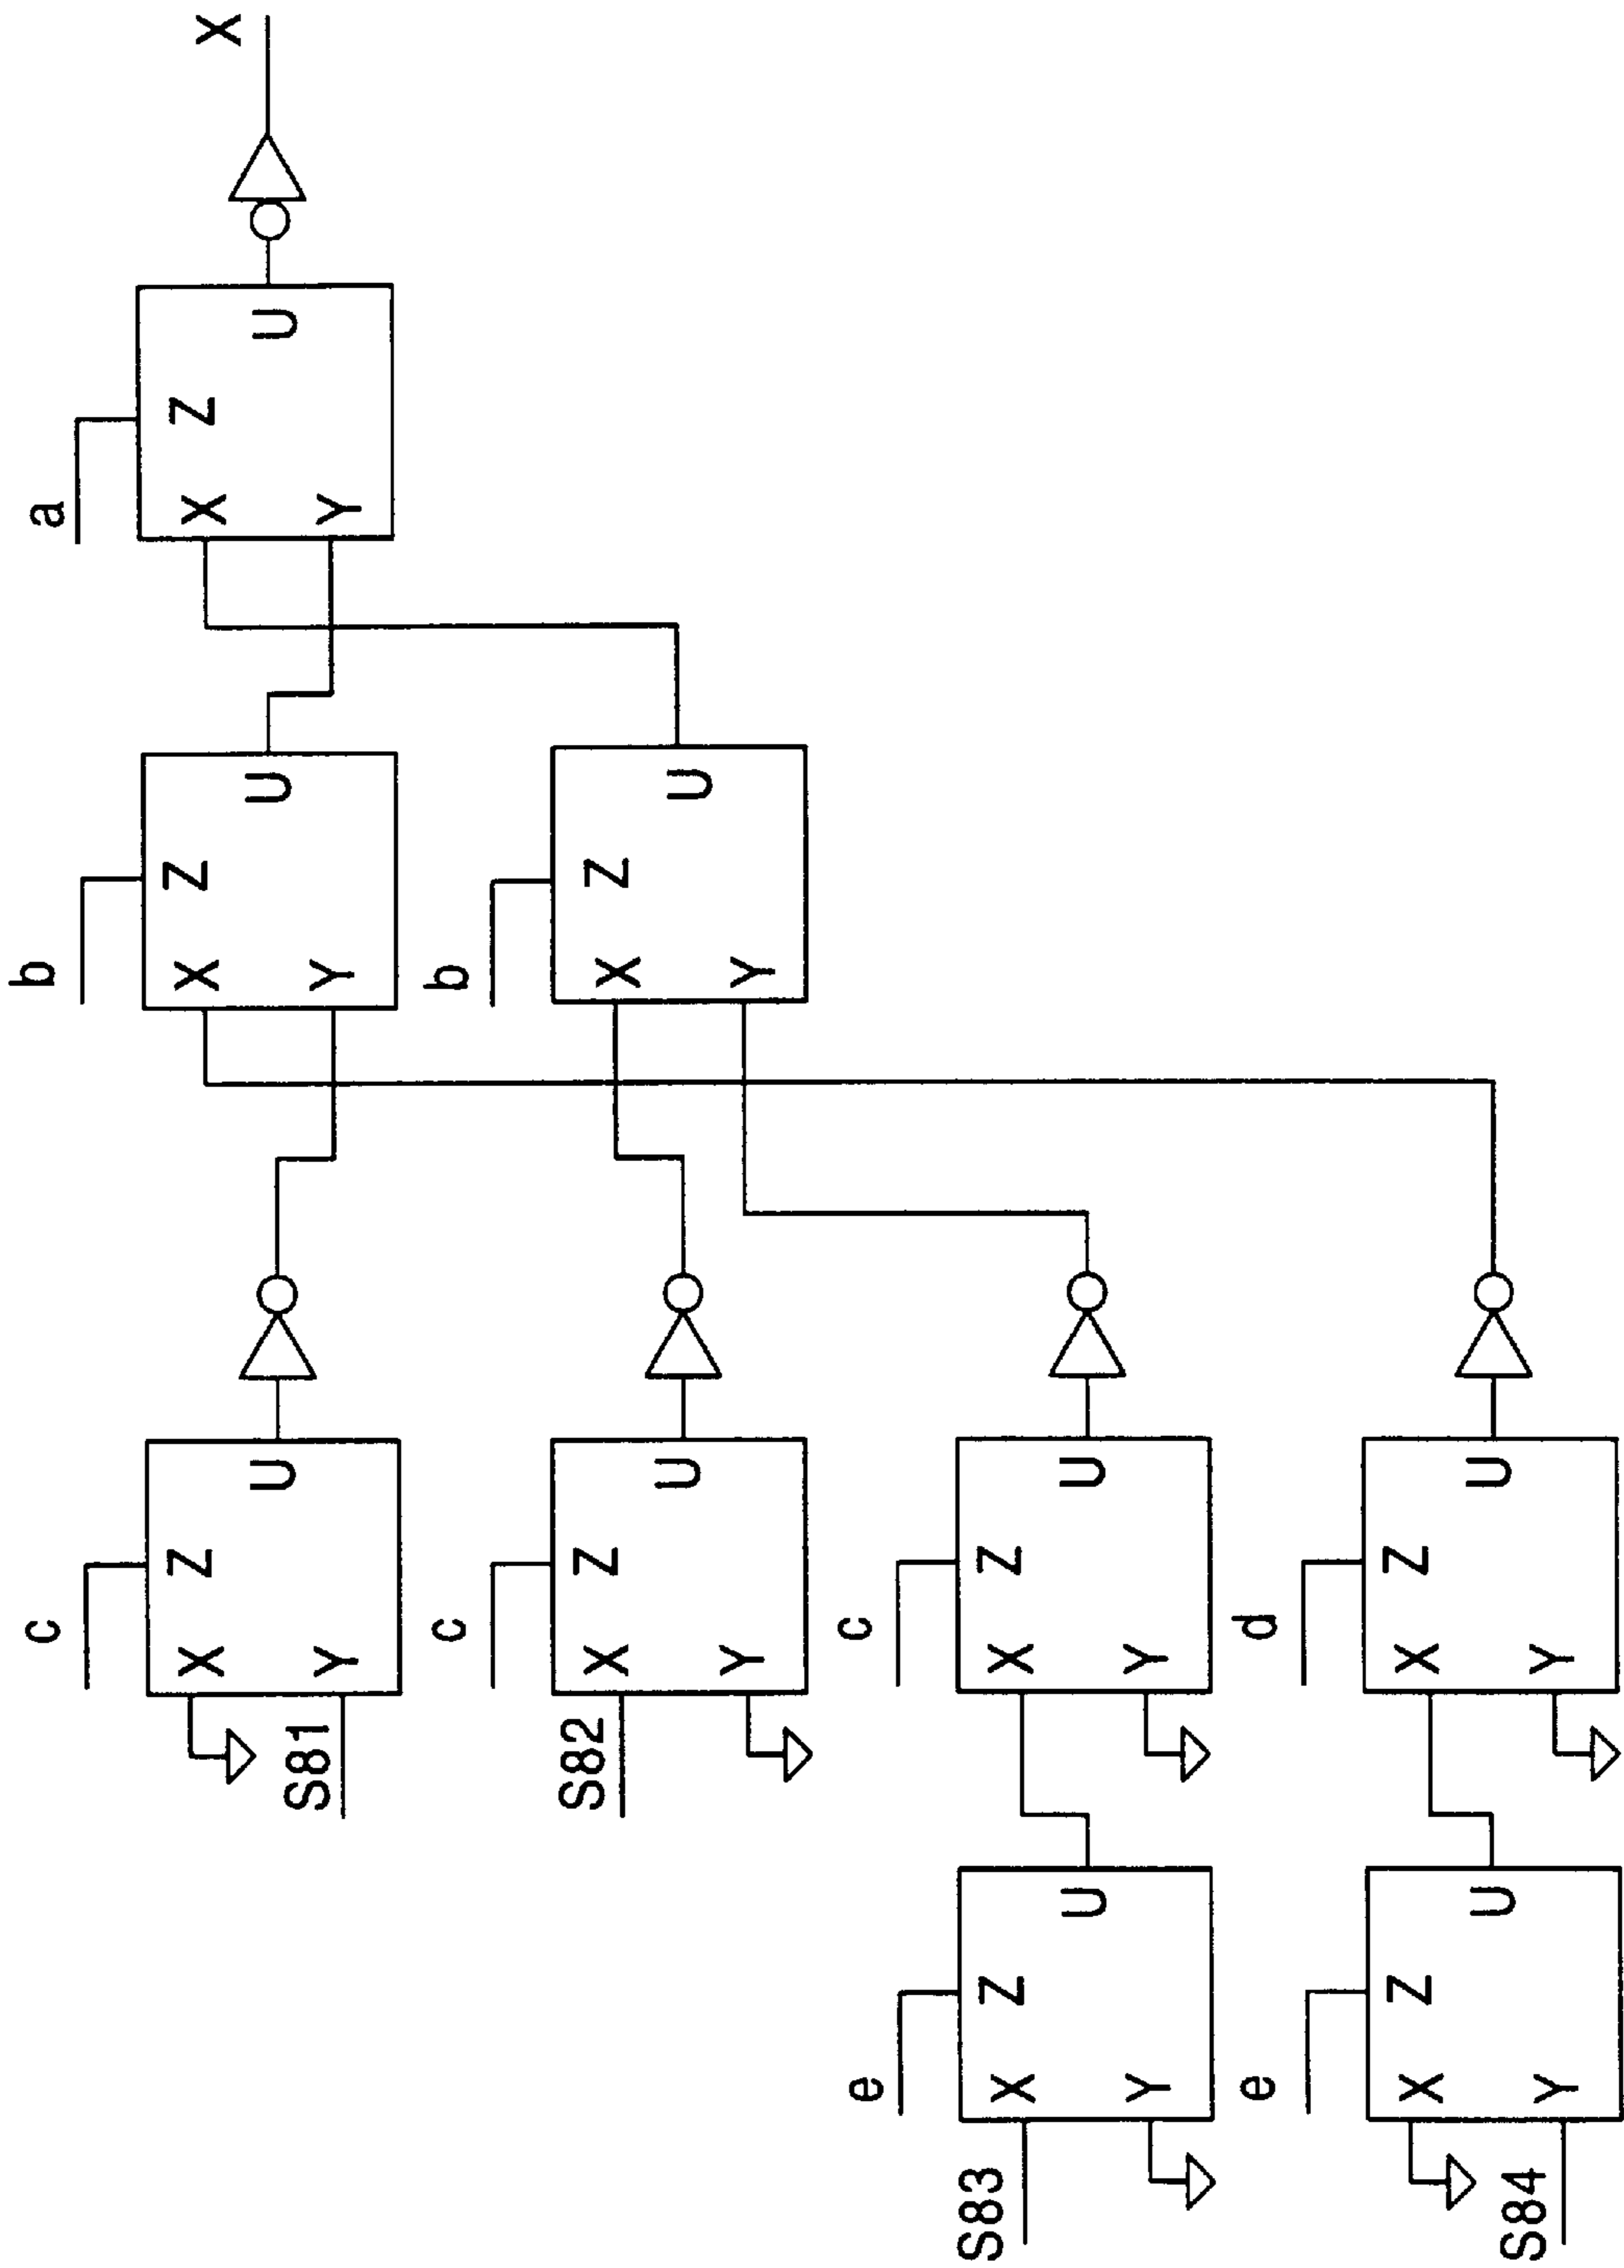 c b a
Z Z Z
X X X X
U U U
S81 Y Y Y
c b
Z Z
S82 X X
U U
Y Y
e c
Z Z
S83 X X
U U
Y Y
e d
Z Z
X X
U U
S84 Y Y